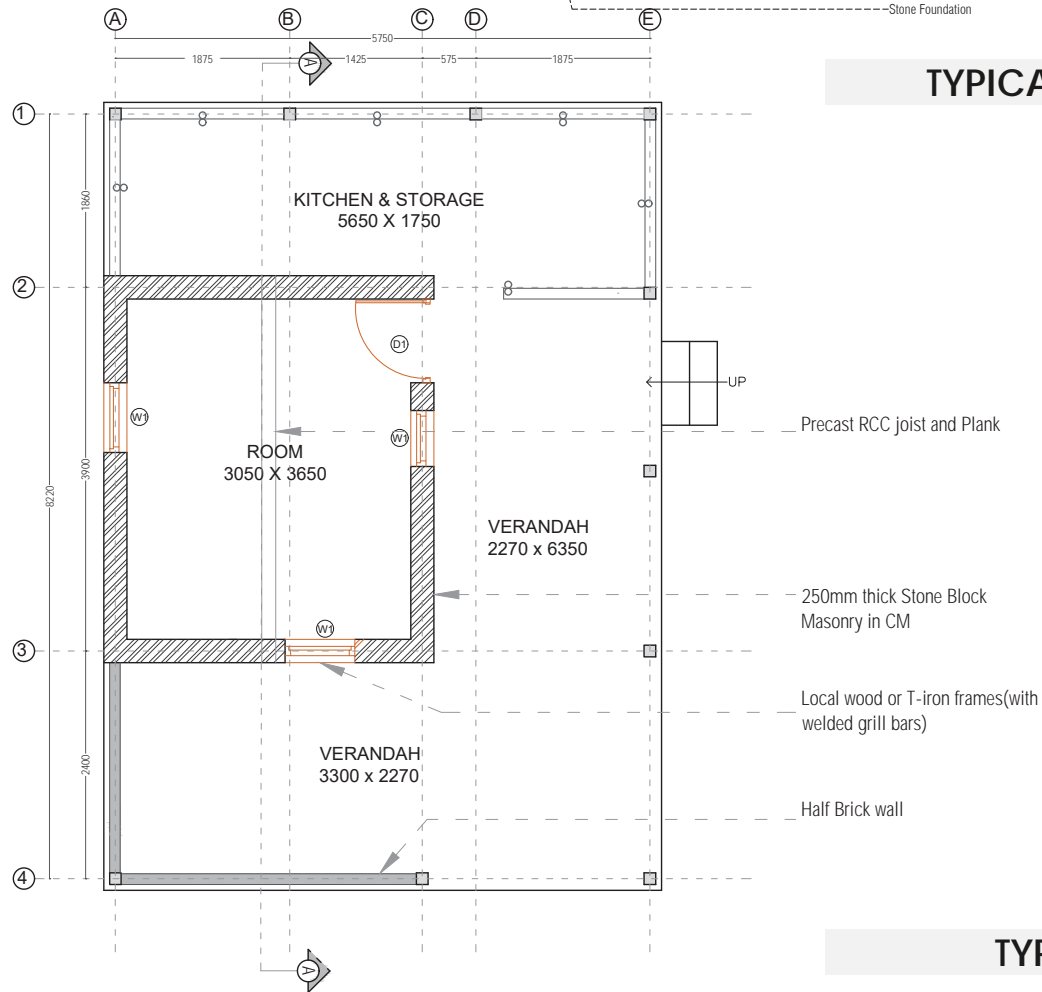 Stone Foundation
A B C D E
5750
1875 1425 575 1875
A
TYPICA
1
KITCHEN & STORAGE
5650 X 1750
1860
2
D1
UP
W1
W1
Precast RCC joist and Plank
ROOM
3050 X 3650
3900
8220
VERANDAH
2270 x 6350
250mm thick Stone Block
Masonry in CM
W1
3
Local wood or T-iron frames(with
welded grill bars)
VERANDAH
3300 x 2270
2400
Half Brick wall
4
TYP
A